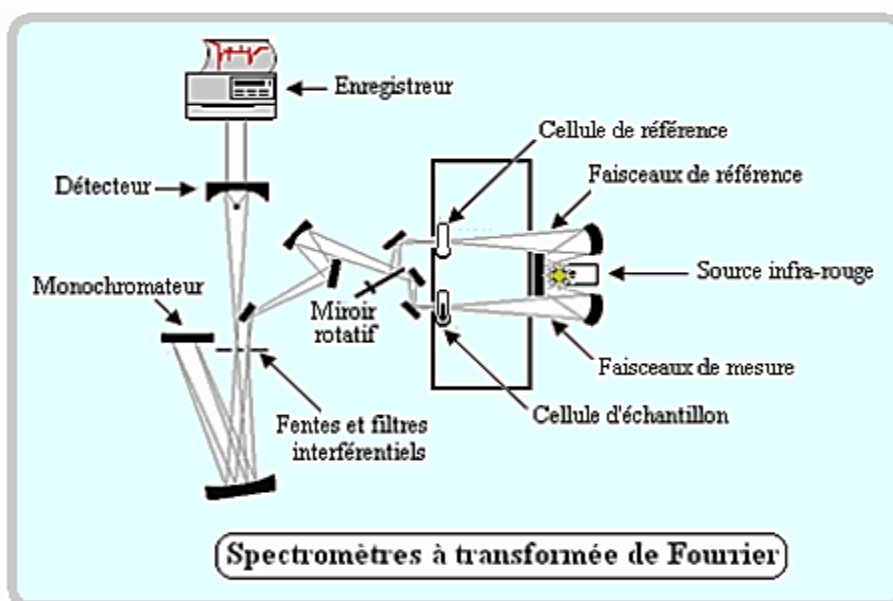 Enregistreur
Cellule de référence
Faisceaux de référence
Détecteur
Source infra-rouge
Monochromateur
Miroir
rotatif
Faisceaux de mesure
Cellule d'échantillon
Fentes et filtres
interférentiels
Spectromètres à transformée de Fourrier